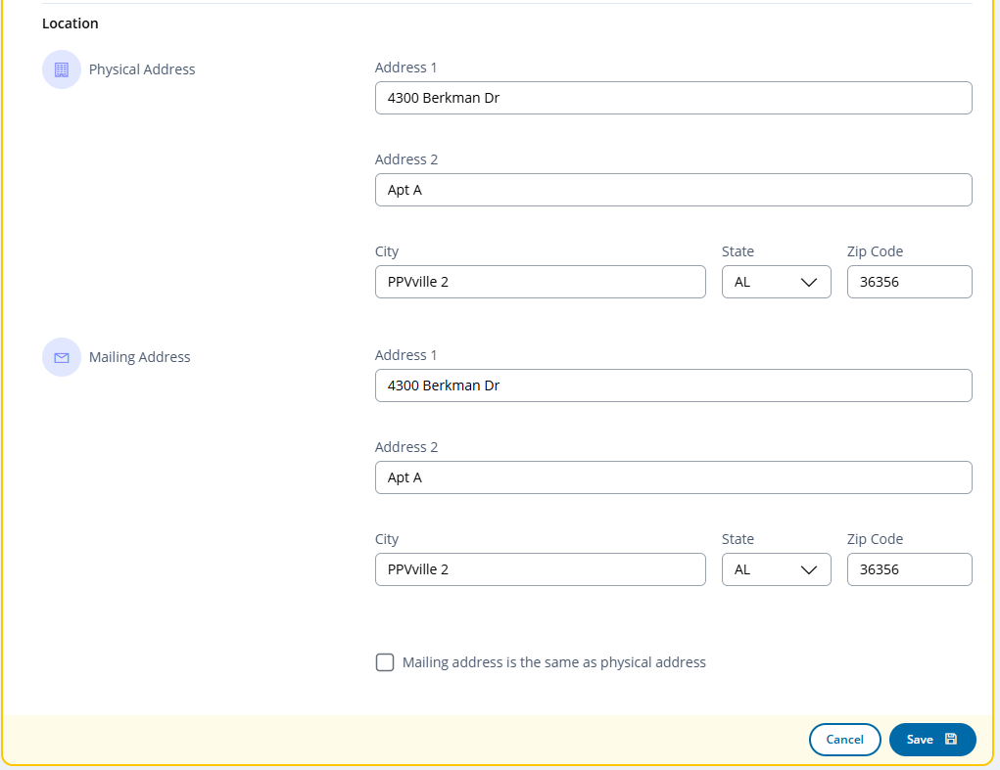 Location
Physical Address
Address 1
4300 Berkman Dr
Address 2
Apt A
City State Zip Code
PPVville 2 AL 36356
Mailing Address
Address 1
4300 Berkman Dr
Address 2
Apt A
City State Zip Code
PPVville 2 AL 36356
Mailing address is the same as physical address
Cancel Save